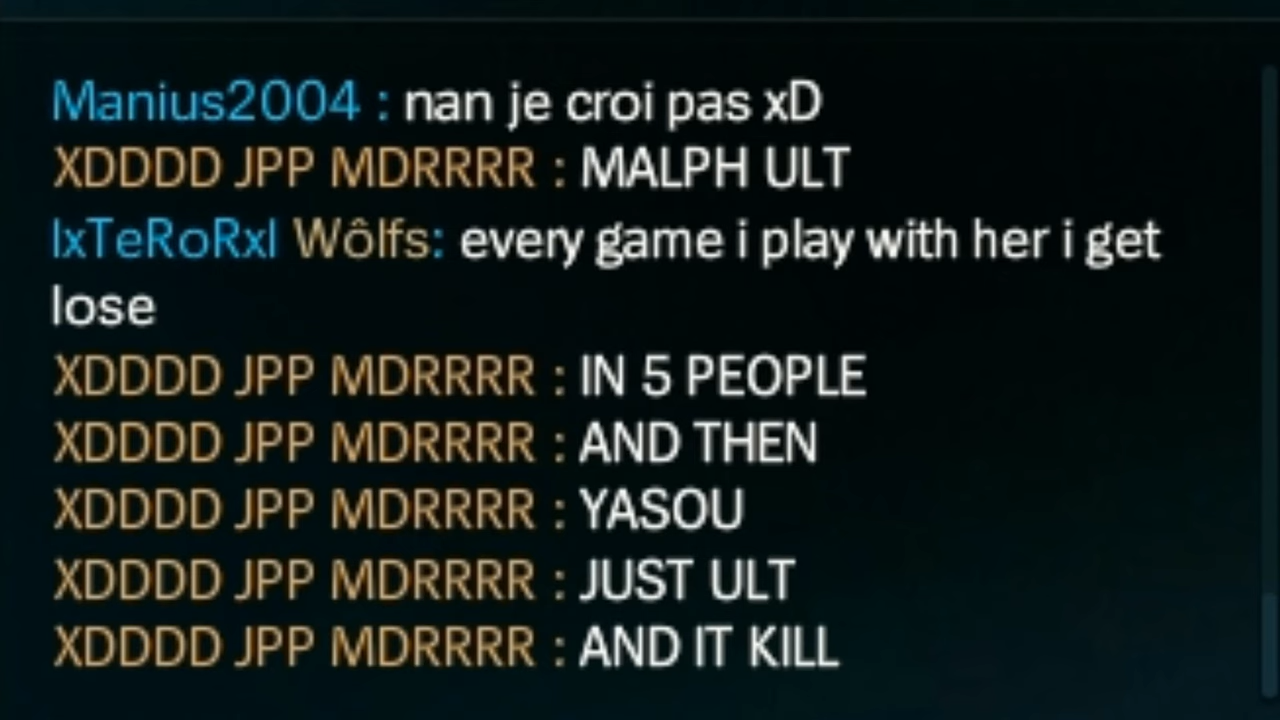 Manius2004 : nan je croi pas xD
XDDDD JPP MDRRRR : MALPH ULT
IxTeRoRxI Wôlfs: every game i play with her i get
lose
XDDDD JPP MDRRRR : IN 5 PEOPLE
XDDDD JPP MDRRRR : AND THEN
XDDDD JPP MDRRRR : YASOU
XDDDD JPP MDRRRR : JUST ULT
XDDDD JPP MDRRRR : AND IT KILL